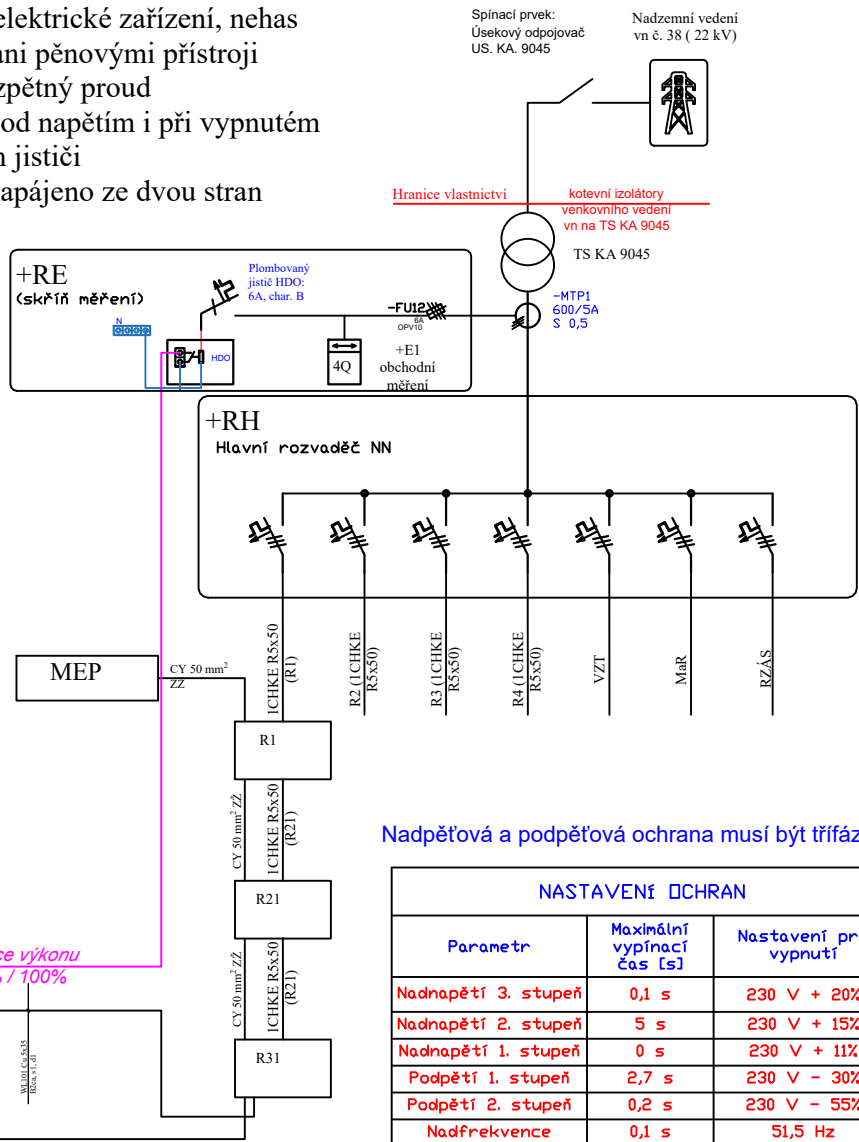 elektrické zařízení, nehas
ani pěnovými přístroji
zpětný proud
od napětím i při vypnutém
jističi
apájeno ze dvou stran
Spínací prvek:
Úsekový odpojovač
US. KA. 9045
Nadzemní vedení
vn č. 38 ( 22 kV)
Hranice vlastnictví
kotevní izolátory
venkovního vedení
vn na TS KA 9045
TS KA 9045
+RE
(skříň měření)
Plombovaný
jistič HDO:
6A, char. B
N
HDO
-FU12
6A
OPV10
4Q
+E1
obchodní
měření
-MTP1
600/5A
S 0,5
+RH
Hlavní rozvaděč NN
1CHKE R5x50
(R1)
R2 (1CHKE
R5x50)
R3 (1CHKE
R5x50)
R4 (1CHKE
R5x50)
VZT
MaR
RZÁS
MEP
CY 50 mm²
ZZ
R1
CY 50 mm² ZŽ
1CHKE R5x50
(R21)
R21
CY 50 mm² ZŽ
1CHKE R5x50
(R21)
R31
ce výkonu
/ 100%
WL101 Cu 5x35
B2ca, s1, d1
Nadpěťová a podpěťová ochrana musí být třífáz
NASTAVENÍ OCHRAN
Parametr
Maximální
vypínací
čas [s]
Nastavení pr
vypnutí
Nadnapětí 3. stupeň 0,1 s 230 V + 20%
Nadnapětí 2. stupeň 5 s 230 V + 15%
Nadnapětí 1. stupeň 0 s 230 V + 11%
Podpětí 1. stupeň 2,7 s 230 V - 30%
Podpětí 2. stupeň 0,2 s 230 V - 55%
Nadfrekvence 0,1 s 51,5 Hz